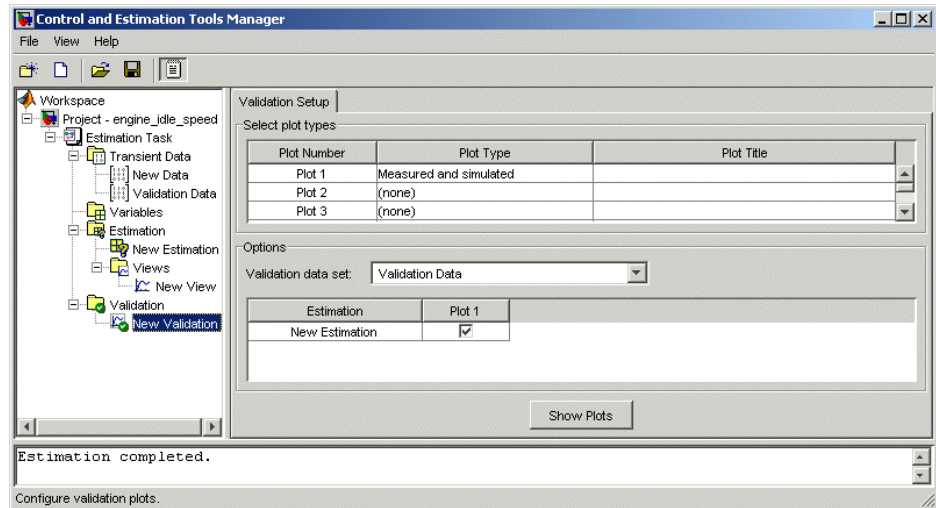 Control and Estimation Tools Manager
File View Help
Workspace
Project - engine_idle_speed
Estimation Task
Transient Data
New Data
Validation Data
Variables
Estimation
New Estimation
Views
New View
Validation
New Validation
Validation Setup
Select plot types
Plot Number Plot Type Plot Title
Plot 1 Measured and simulated
Plot 2 (none)
Plot 3 (none)
Options
Validation data set: Validation Data
Estimation Plot 1
New Estimation
Show Plots
Estimation completed.
Configure validation plots.